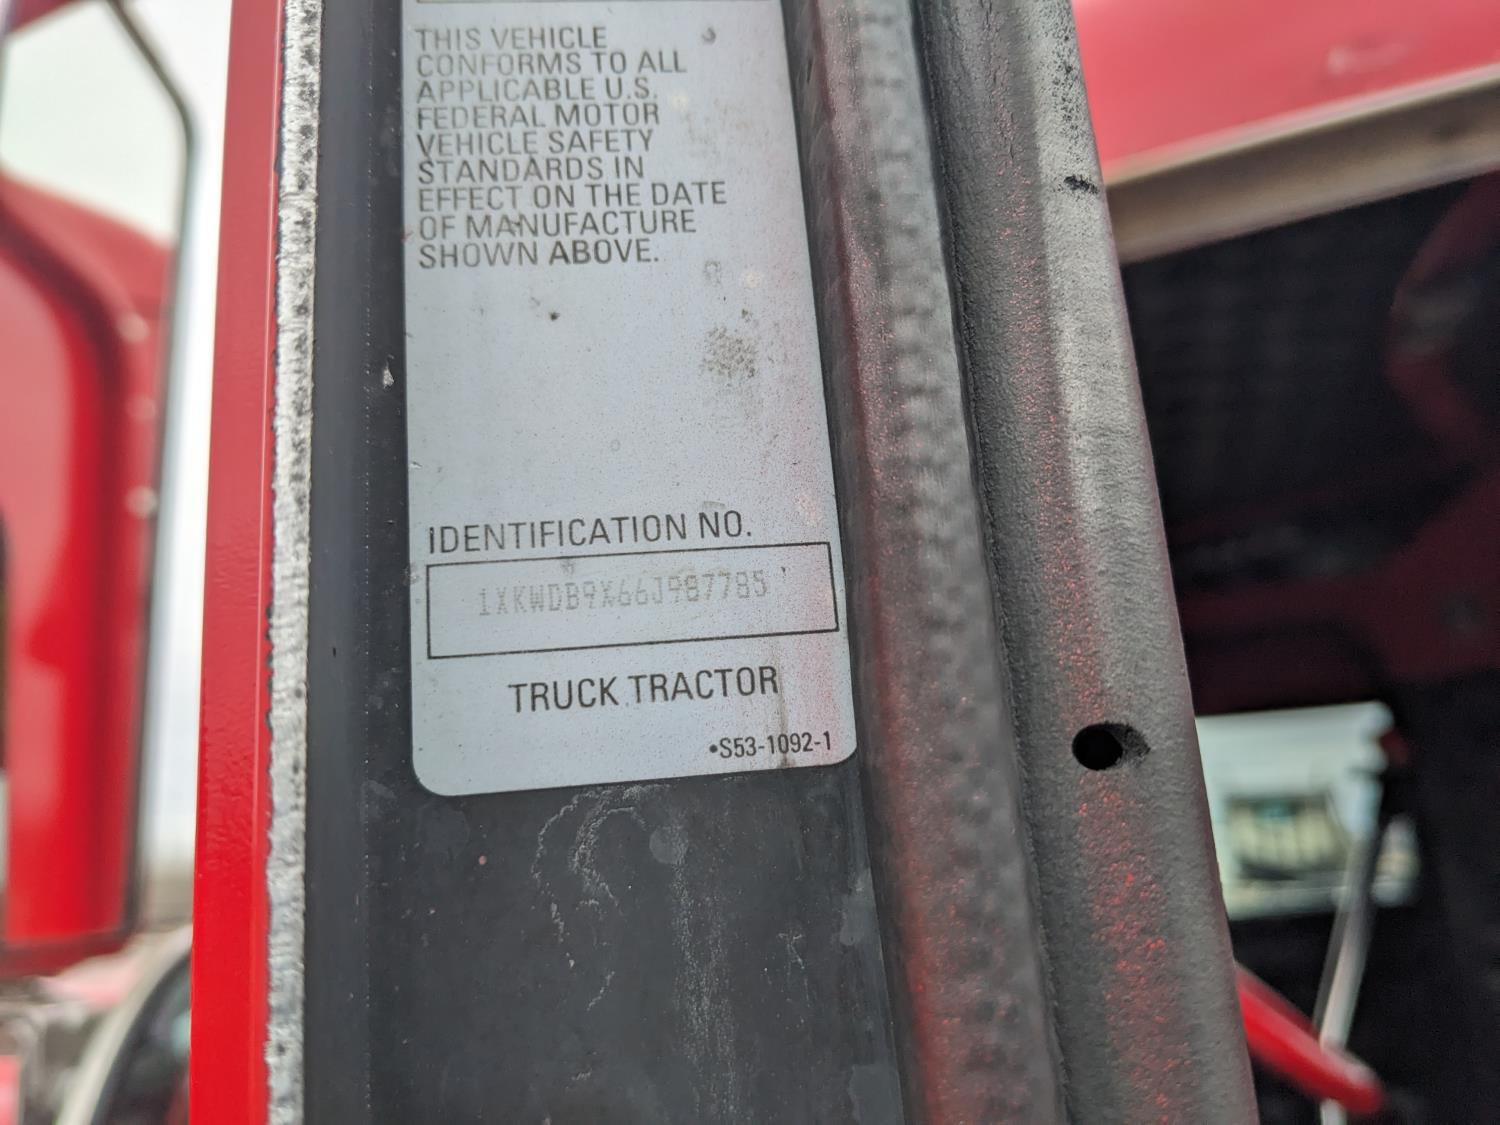 THIS VEHICLE
CONFORMS TO ALL
APPLICABLE U.S.
FEDERAL MOTOR
VEHICLE SAFETY
STANDARDS IN
EFFECT ON THE DATE
OF MANUFACTURE
SHOWN ABOVE.
IDENTIFICATION NO.
1XKWDB9X66J987785
TRUCK TRACTOR
•S53-1092-1